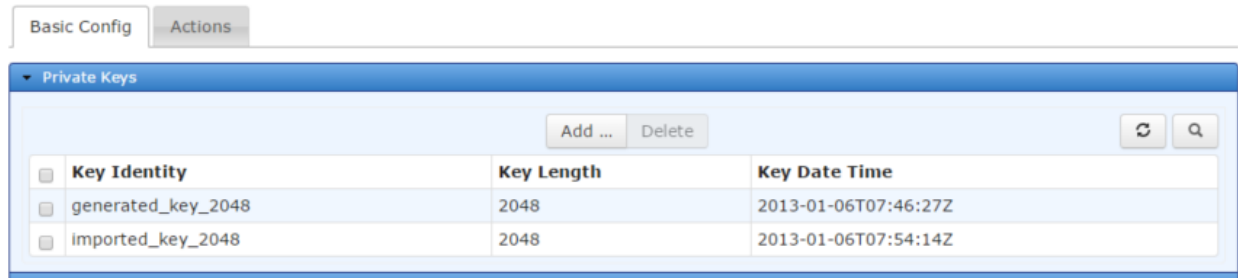 Basic Config Actions
Private Keys
Add ... Delete
Key Identity Key Length Key Date Time
generated_key_2048 2048 2013-01-06T07:46:27Z
imported_key_2048 2048 2013-01-06T07:54:14Z